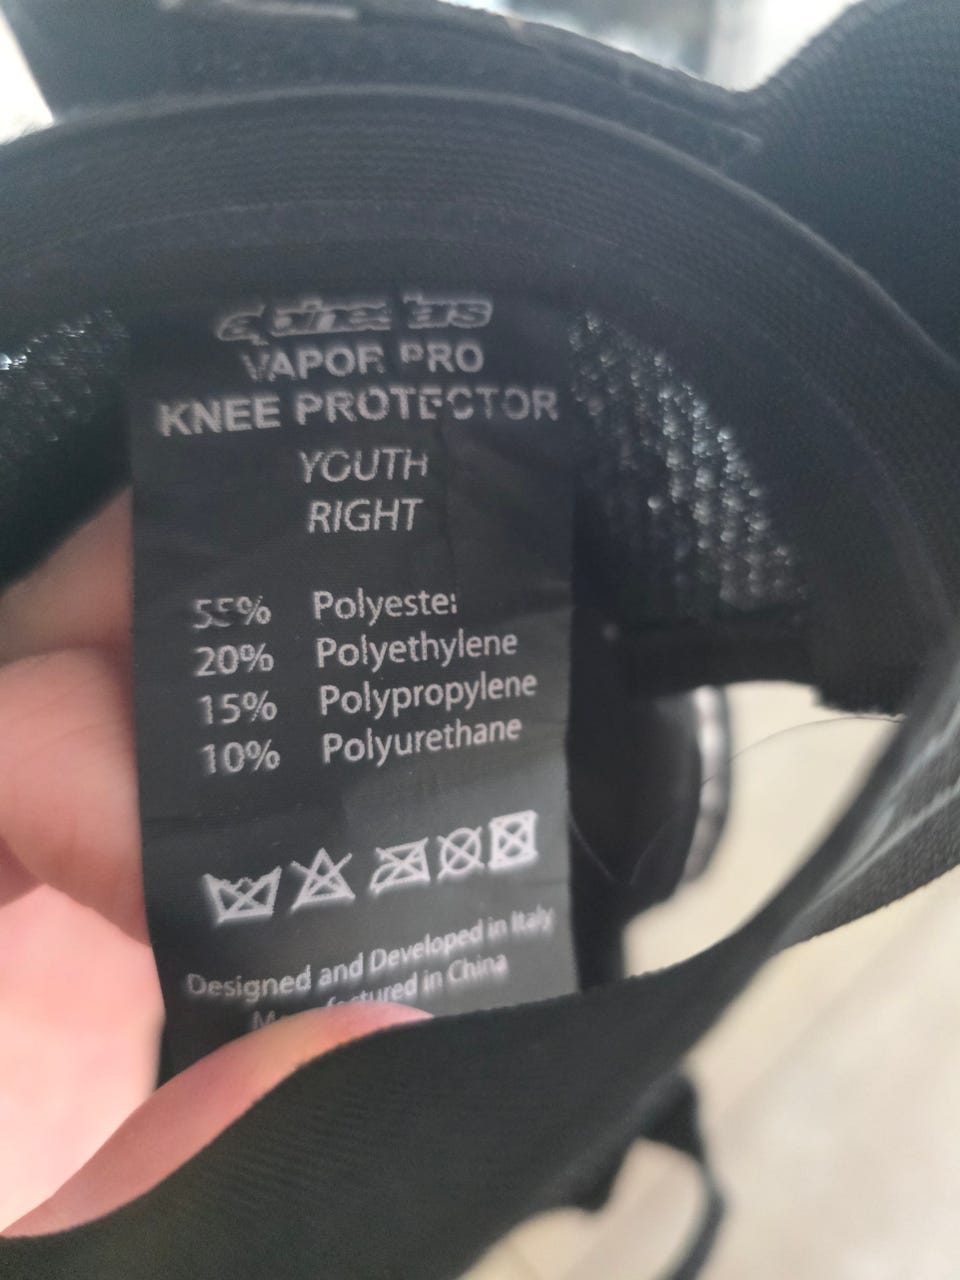 alpinestars
VAPOR PRO
KNEE PROTECTOR
YOUTH
RIGHT
55% Polyester
20% Polyethylene
15% Polypropylene
10% Polyurethane
Designed and Developed in Italy
Manufactured in China